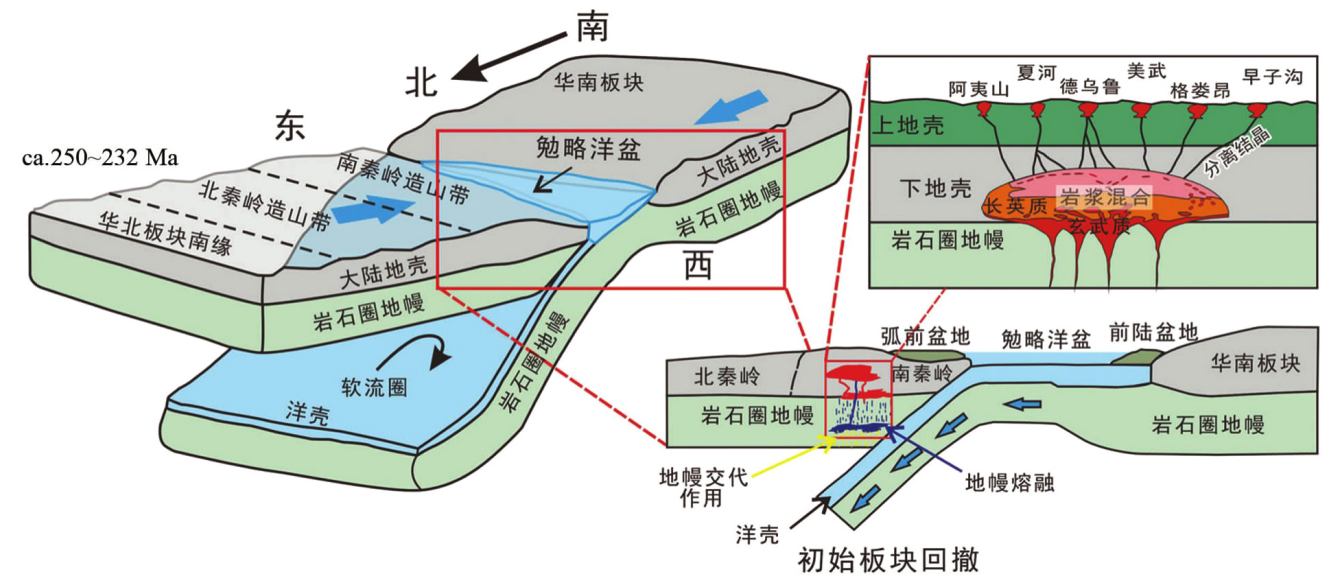 南
北
东
ca.250~232 Ma
华南板块
勉略洋盆
南秦岭造山带
北秦岭造山带
华北板块南缘
大陆地壳
岩石圈地幔
大陆地壳
岩石圈地幔
西
软流圈
洋壳
岩石圈地幔
阿夷山
夏河
德乌鲁
美武
格娄昂
早子沟
上地壳
下地壳
分离结晶
长英质
岩浆混合
玄武质
岩石圈地幔
弧前盆地
勉略洋盆
前陆盆地
北秦岭
南秦岭
华南板块
岩石圈地幔
岩石圈地幔
地幔交代
作用
地幔熔融
洋壳
初始板块回撤